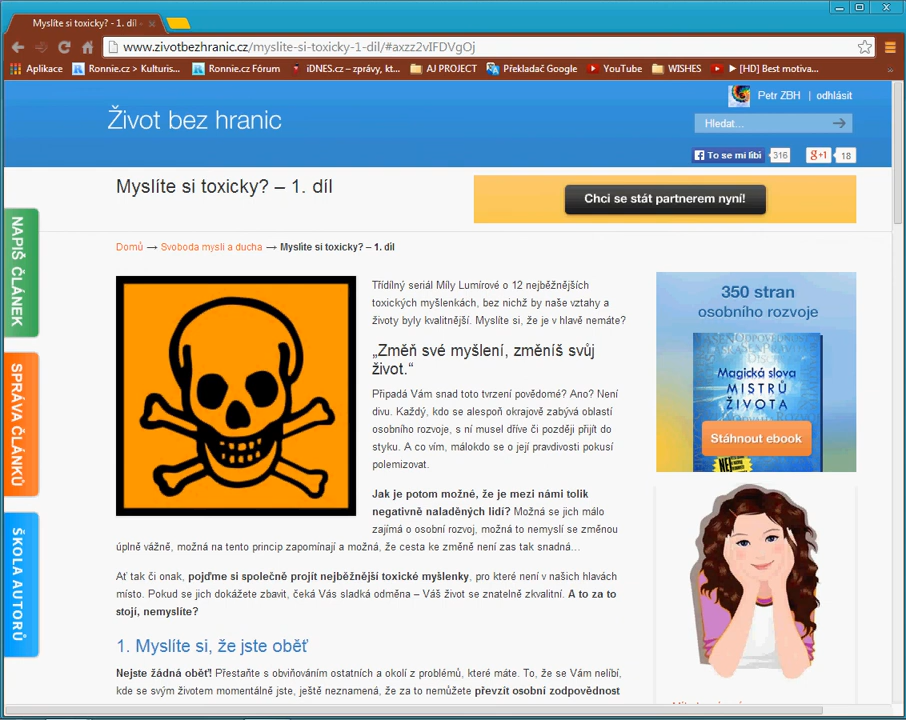 Myslíte si toxicky? - 1. díl
www.zivotbezhranic.cz/myslite-si-toxicky-1-dil/#axzz2vIFDVgOj
Aplikace Ronnie.cz > Kulturis... Ronnie.cz Fórum iDNES.cz – zprávy, kt... AJ PROJECT Překladač Google YouTube WISHES ► [HD] Best motiva... »
Petr ZBH | odhlásit
Život bez hranic
Hledat...
To se mi líbí 316 g+1 18
Myslíte si toxicky? – 1. díl
Chci se stát partnerem nyní!
NAPIŠ ČLÁNEK
SPRÁVA ČLÁNKŮ
ŠKOLA AUTORŮ
Domů → Svoboda mysli a ducha → Myslíte si toxicky? – 1. díl
Třídílný seriál Míly Lumírové o 12 nejběžnějších
toxických myšlenkách, bez nichž by naše vztahy a
životy byly kvalitnější. Myslíte si, že je v hlavě nemáte?
„Změň své myšlení, změníš svůj
život.“
Připadá Vám snad toto tvrzení povědomé? Ano? Není
divu. Každý, kdo se alespoň okrajově zabývá oblastí
osobního rozvoje, s ní musel dříve či později přijít do
styku. A co vím, málokdo se o její pravdivosti pokusí
polemizovat.
Jak je potom možné, že je mezi námi tolik
negativně naladěných lidí? Možná se jich málo
zajímá o osobní rozvoj, možná to nemyslí se změnou
úplně vážně, možná na tento princip zapomínají a možná, že cesta ke změně není zas tak snadná...
Ať tak či onak, pojďme si společně projít nejběžnější toxické myšlenky, pro které není v našich hlavách
místo. Pokud se jich dokážete zbavit, čeká Vás sladká odměna – Váš život se znatelně zkvalitní. A to za to
stojí, nemyslíte?
1. Myslíte si, že jste oběť
Nejste žádná oběť! Přestaňte s obviňováním ostatních a okolí z problémů, které máte. To, že se Vám nelíbí,
kde se svým životem momentálně jste, ještě neznamená, že za to nemůžete převzít osobní zodpovědnost
350 stran
osobního rozvoje
Magická slova
MISTRŮ
ŽIVOTA
Stáhnout ebook